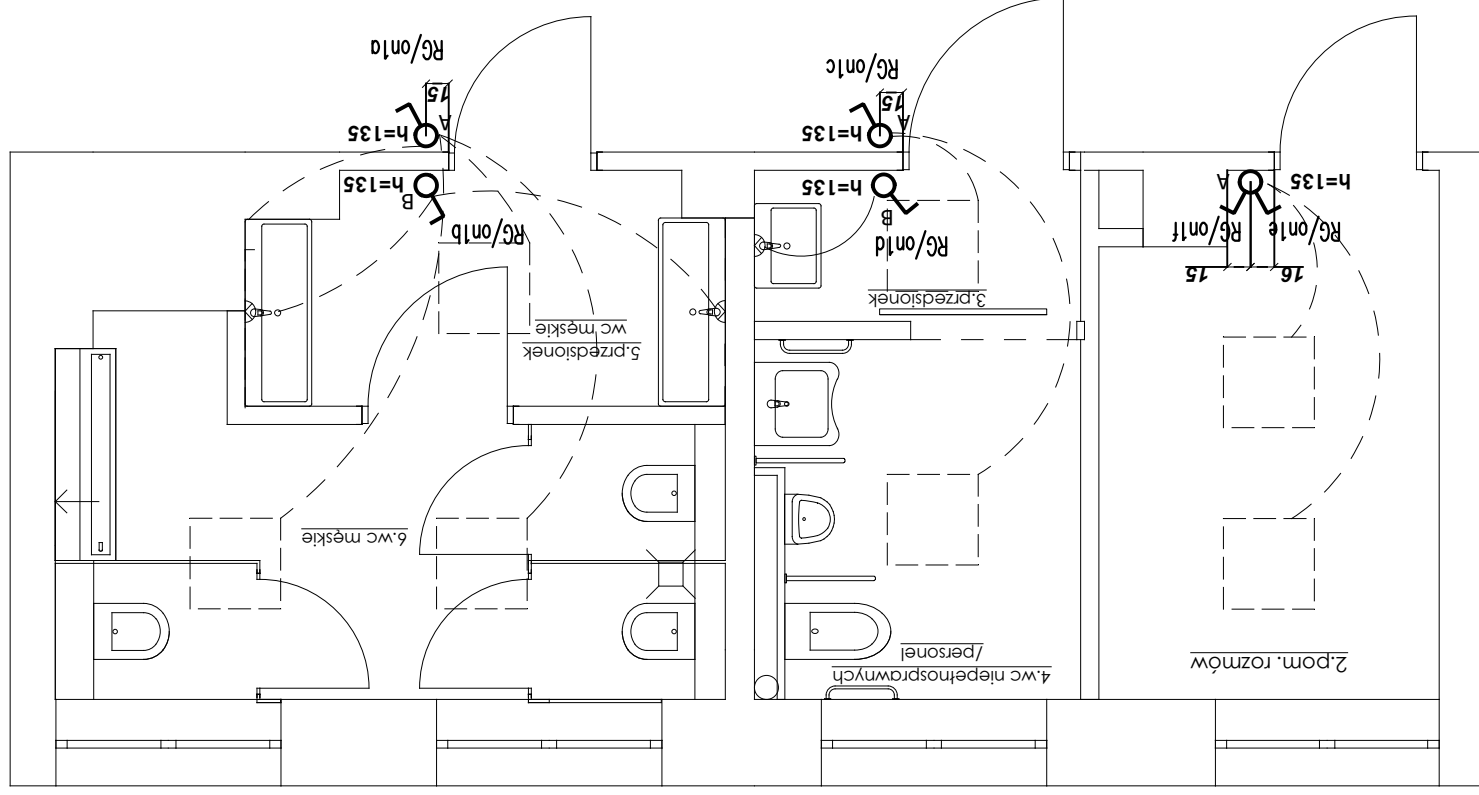 2.pom. rozmów
4.wc niepełnosprawnych
/personel
6.wc męskie
5.przedsionek
wc męskie
3.przedsionek
16
15
RG/on1e
RG/on1f
h=135
A
RG/on1d
B
h=135
h=135
A
15
RG/on1c
RG/on1b
B
h=135
h=135
A
15
RG/on1a